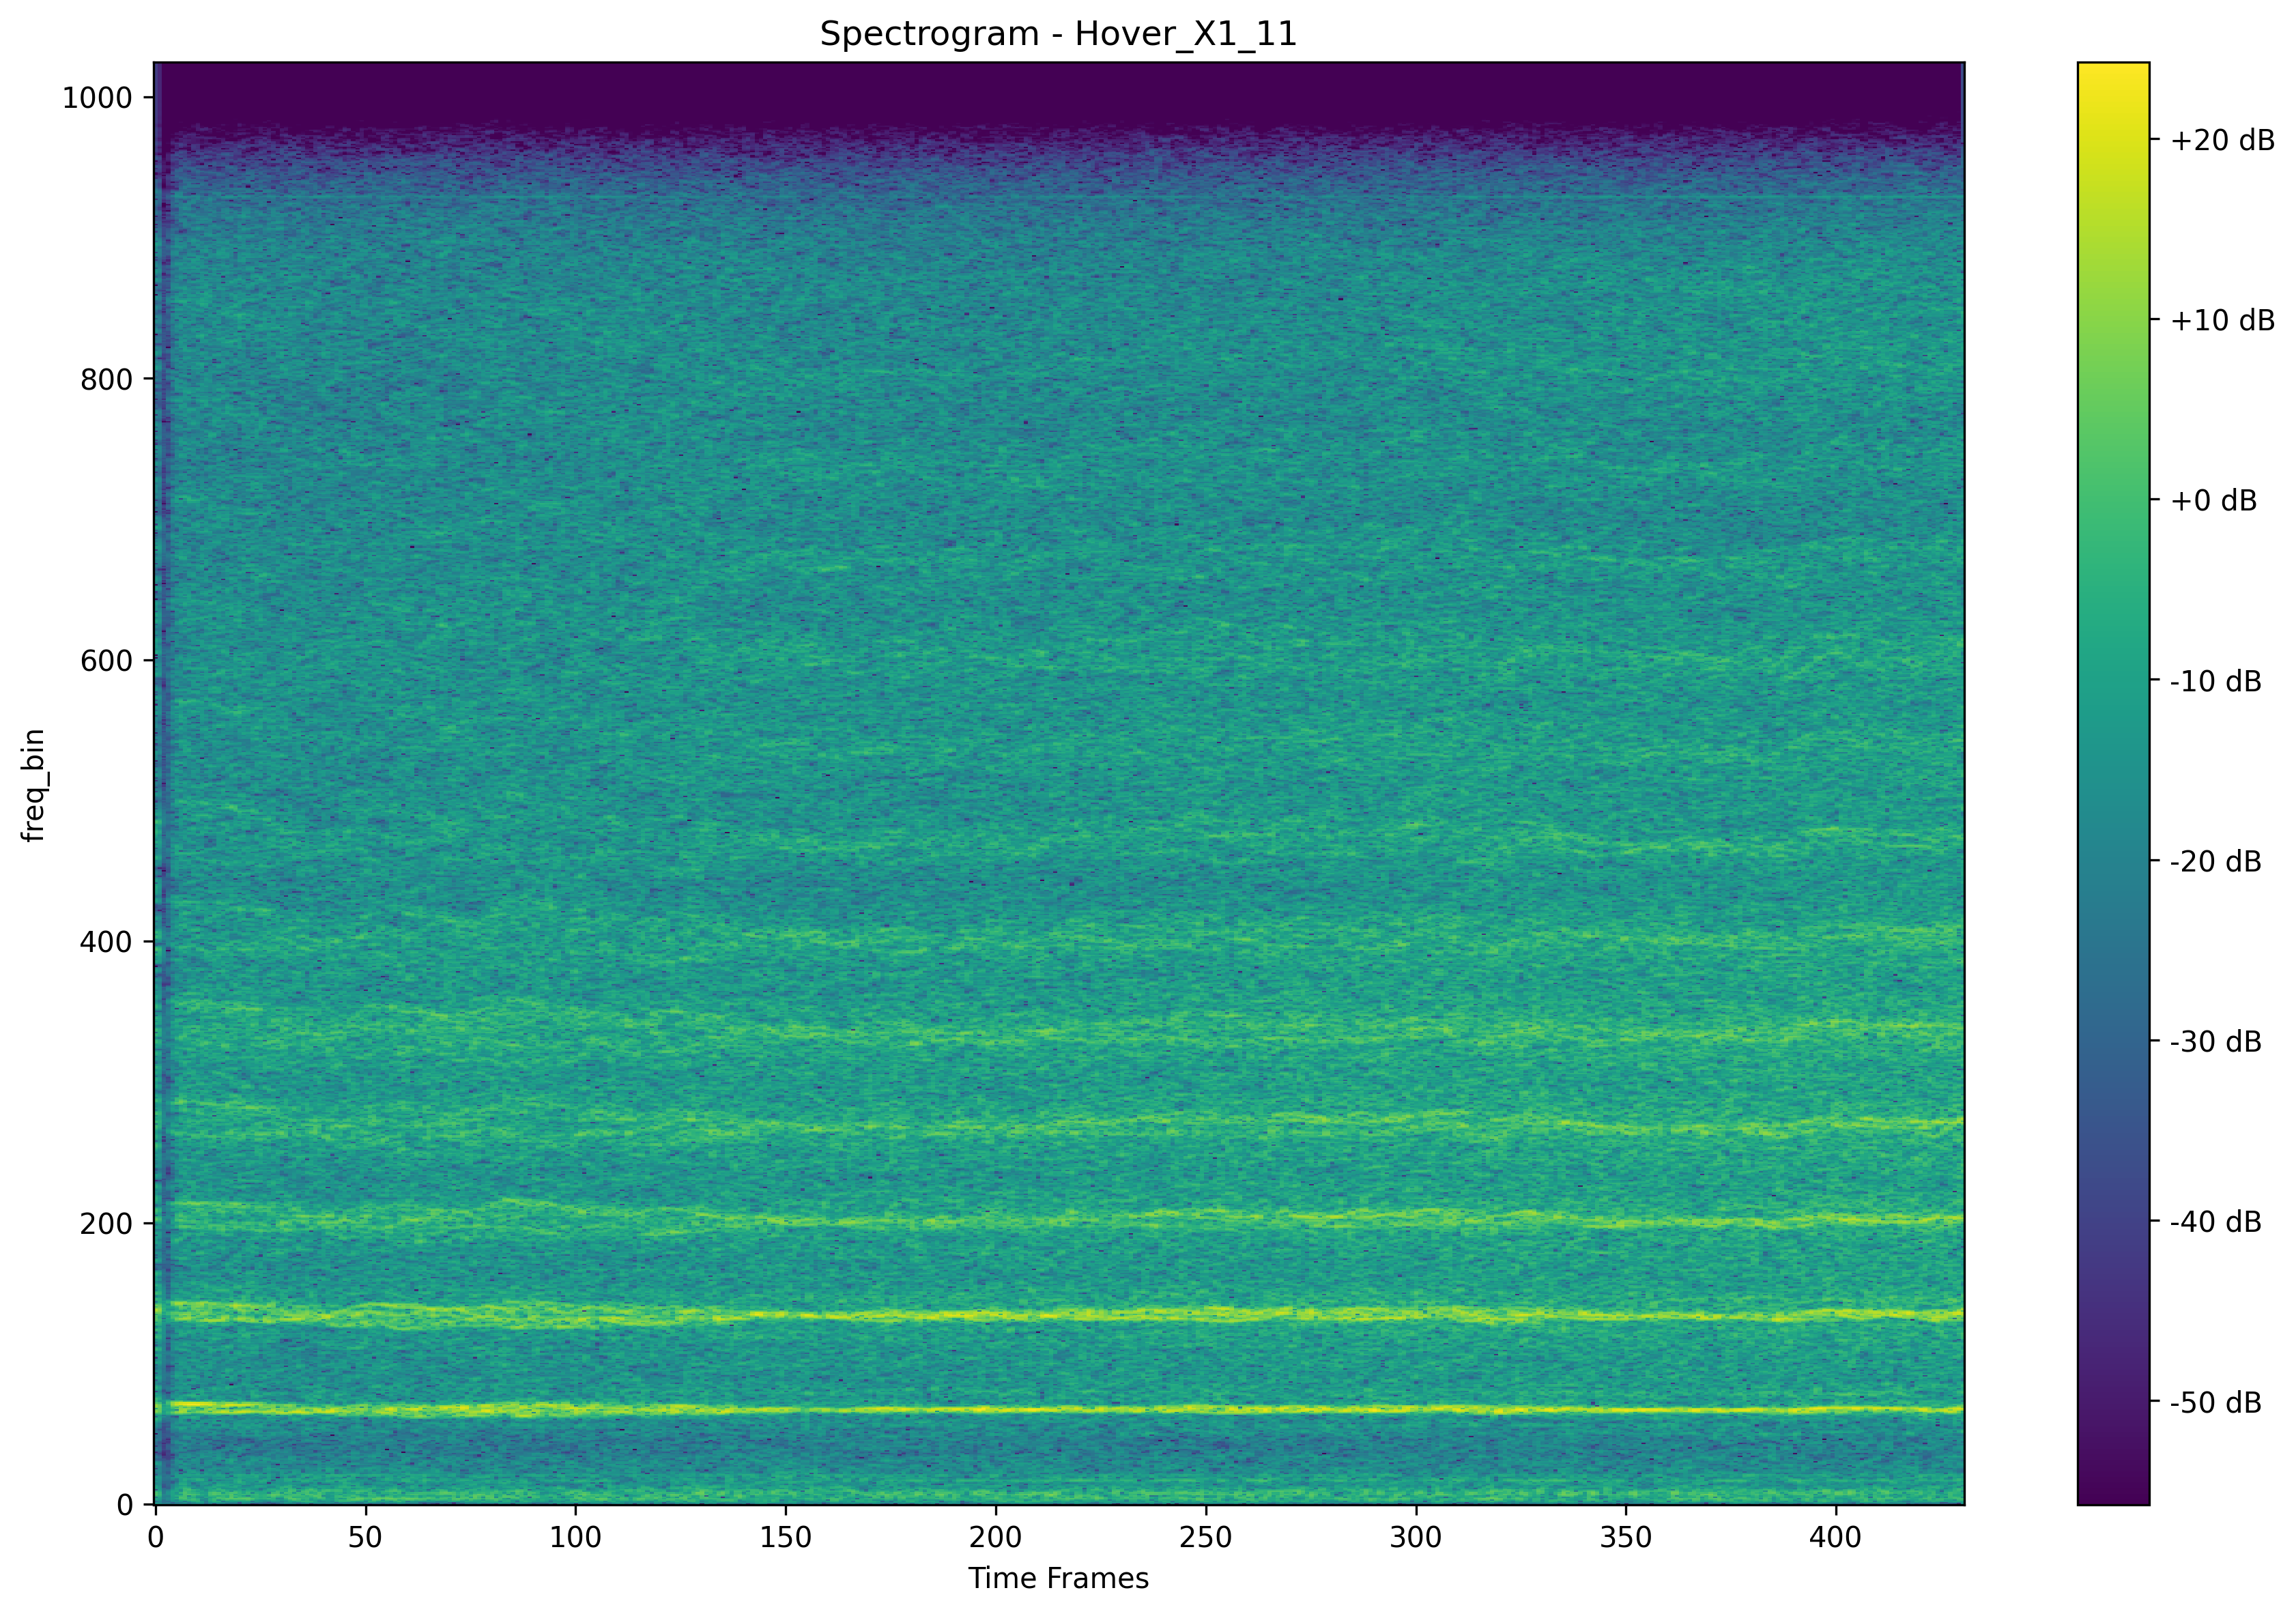 Spectrogram - Hover_X1_11
1000
800
600
400
200
0
freq_bin
0 50 100 150 200 250 300 350 400
Time Frames
+20 dB
+10 dB
+0 dB
-10 dB
-20 dB
-30 dB
-40 dB
-50 dB